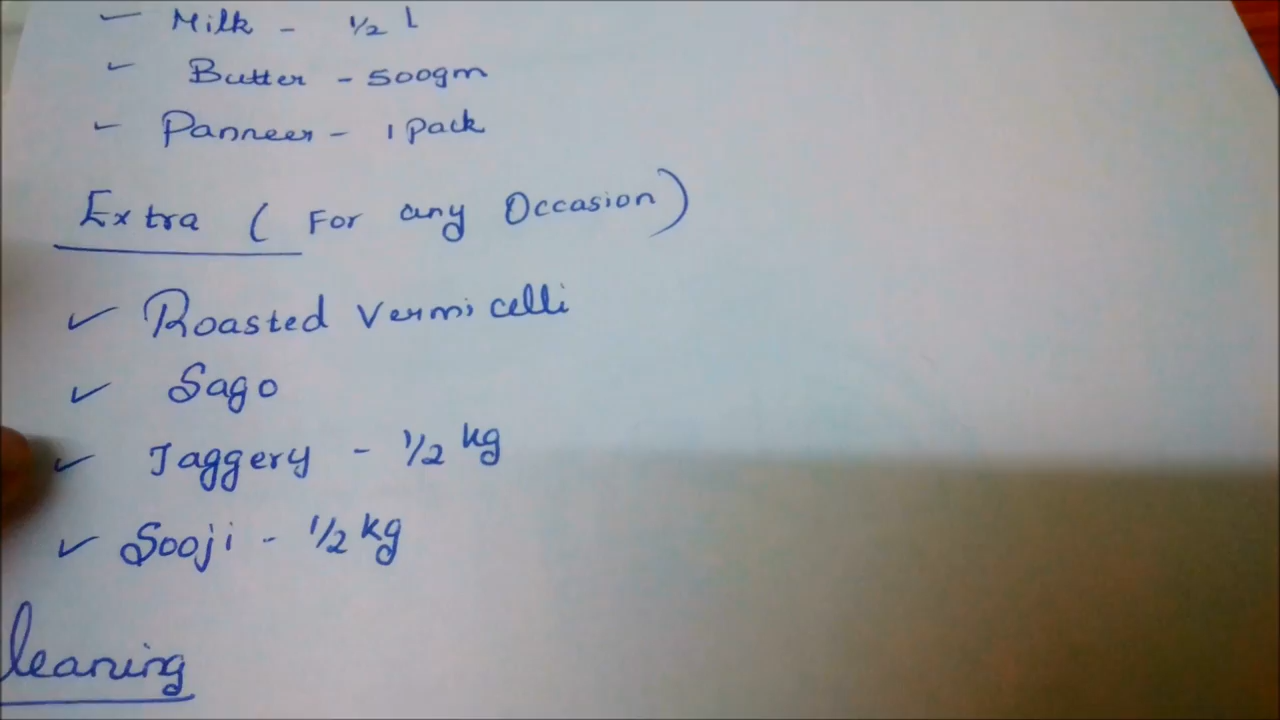 Milk - 1/2 l
Butter - 500gm
Panneer - 1 Pack
Extra ( For any Occasion )
Roasted Vermicelli
Sago
Jaggery - 1/2 kg
Sooji - 1/2 kg
leaning